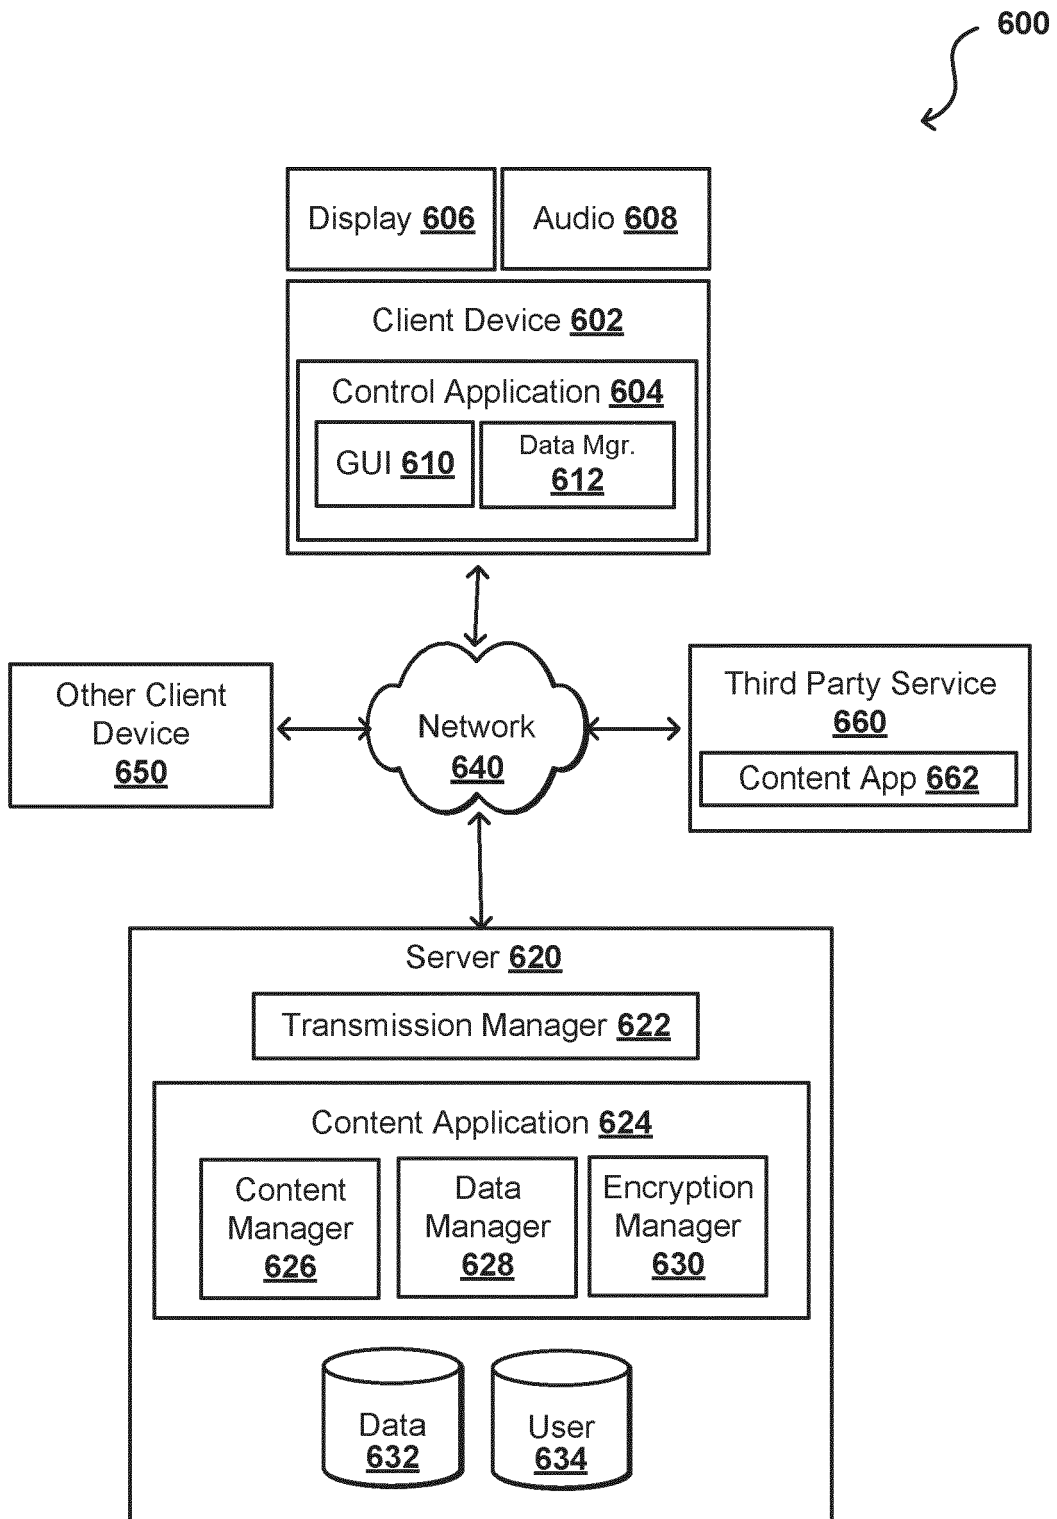 600
Display 606
Audio 608
Client Device 602
Control Application 604
GUI 610
Data Mgr.
612
Other Client
Device
650
Network
640
Third Party Service
660
Content App 662
Server 620
Transmission Manager 622
Content Application 624
Content
Manager
626
Data
Manager
628
Encryption
Manager
630
Data
632
User
634